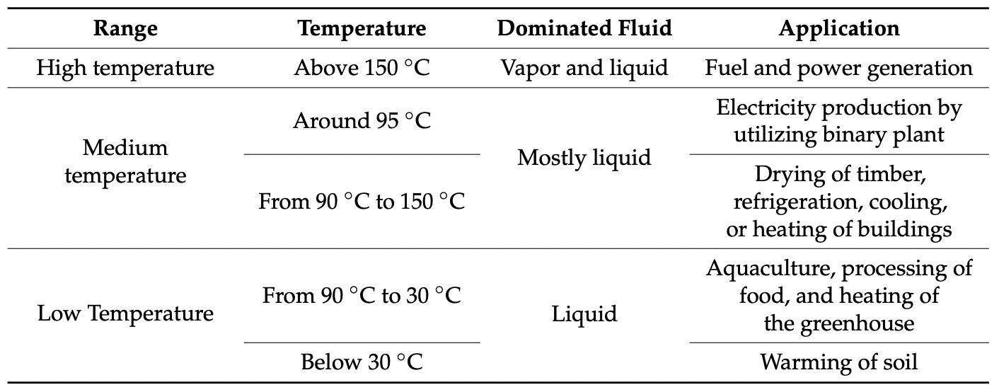 Range Temperature Dominated Fluid Application
High temperature Above 150 °C Vapor and liquid Fuel and power generation
Medium
temperature
Around 95 °C
Mostly liquid
Electricity production by
utilizing binary plant
From 90 °C to 150 °C
Drying of timber,
refrigeration, cooling,
or heating of buildings
Low Temperature
From 90 °C to 30 °C
Liquid
Aquaculture, processing of
food, and heating of
the greenhouse
Below 30 °C
Warming of soil